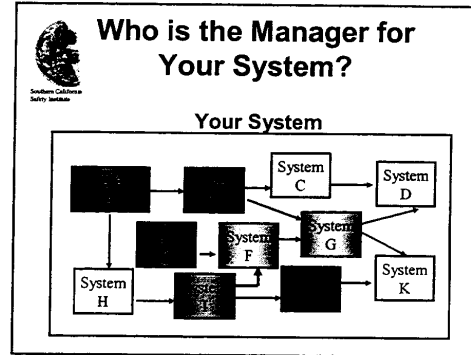 Who is the Manager for
Your System?
Southern California
Safety Institute
Your System
System
C
System
D
System
F
System
G
System
H
System
K